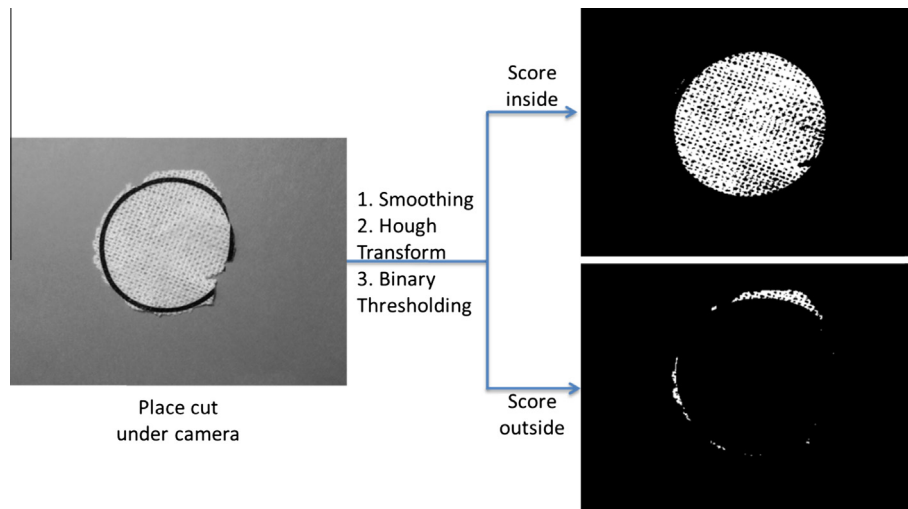 Place cut
under camera
1. Smoothing
2. Hough
Transform
3. Binary
Thresholding
Score
inside
Score
outside